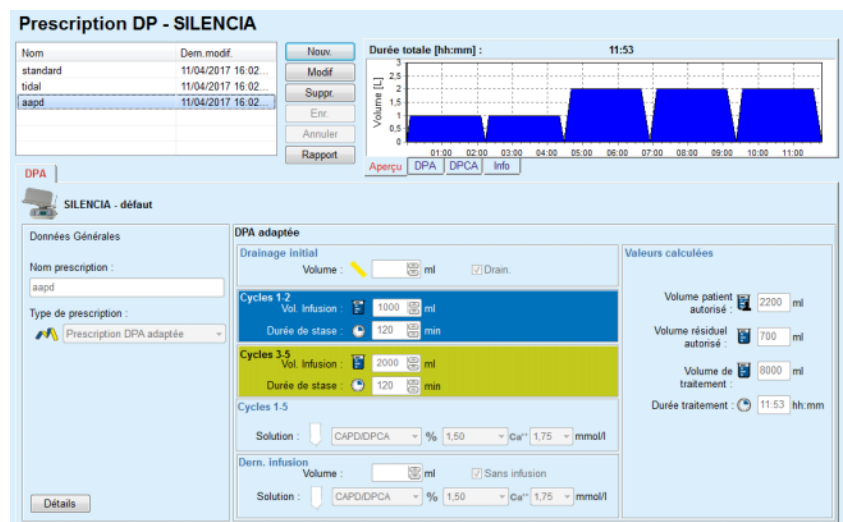 Prescription DP - SILENCIA
Nom Dern.modif.
standard 11/04/2017 16:02...
tidal 11/04/2017 16:02...
aapd 11/04/2017 16:02...
Nouv.
Modif
Suppr.
Enr.
Annuler
Rapport
Durée totale [hh:mm] : 11:53
Volume [L]
3
2,5
2
1,5
1
0,5
0
01:00 02:00 03:00 04:00 05:00 06:00 07:00 08:00 09:00 10:00 11:00
Aperçu DPA DPCA Info
DPA
SILENCIA - défaut
Données Générales
Nom prescription :
aapd
Type de prescription :
Prescription DPA adaptée
Détails
DPA adaptée
Drainage initial
Volume : ml Drain.
Cycles 1-2
Vol. Infusion : 1000 ml
Durée de stase : 120 min
Cycles 3-5
Vol. Infusion : 2000 ml
Durée de stase : 120 min
Cycles 1-5
Solution : CAPD/DPCA % 1,50 Ca⁺⁺ 1,75 mmol/l
Dern. infusion
Volume : ml Sans infusion
Solution : CAPD/DPCA % 1,50 Ca⁺⁺ 1,75 mmol/l
Valeurs calculées
Volume patient
autorisé : 2200 ml
Volume résiduel
autorisé : 700 ml
Volume de
traitement : 8000 ml
Durée traitement : 11:53 hh:mm